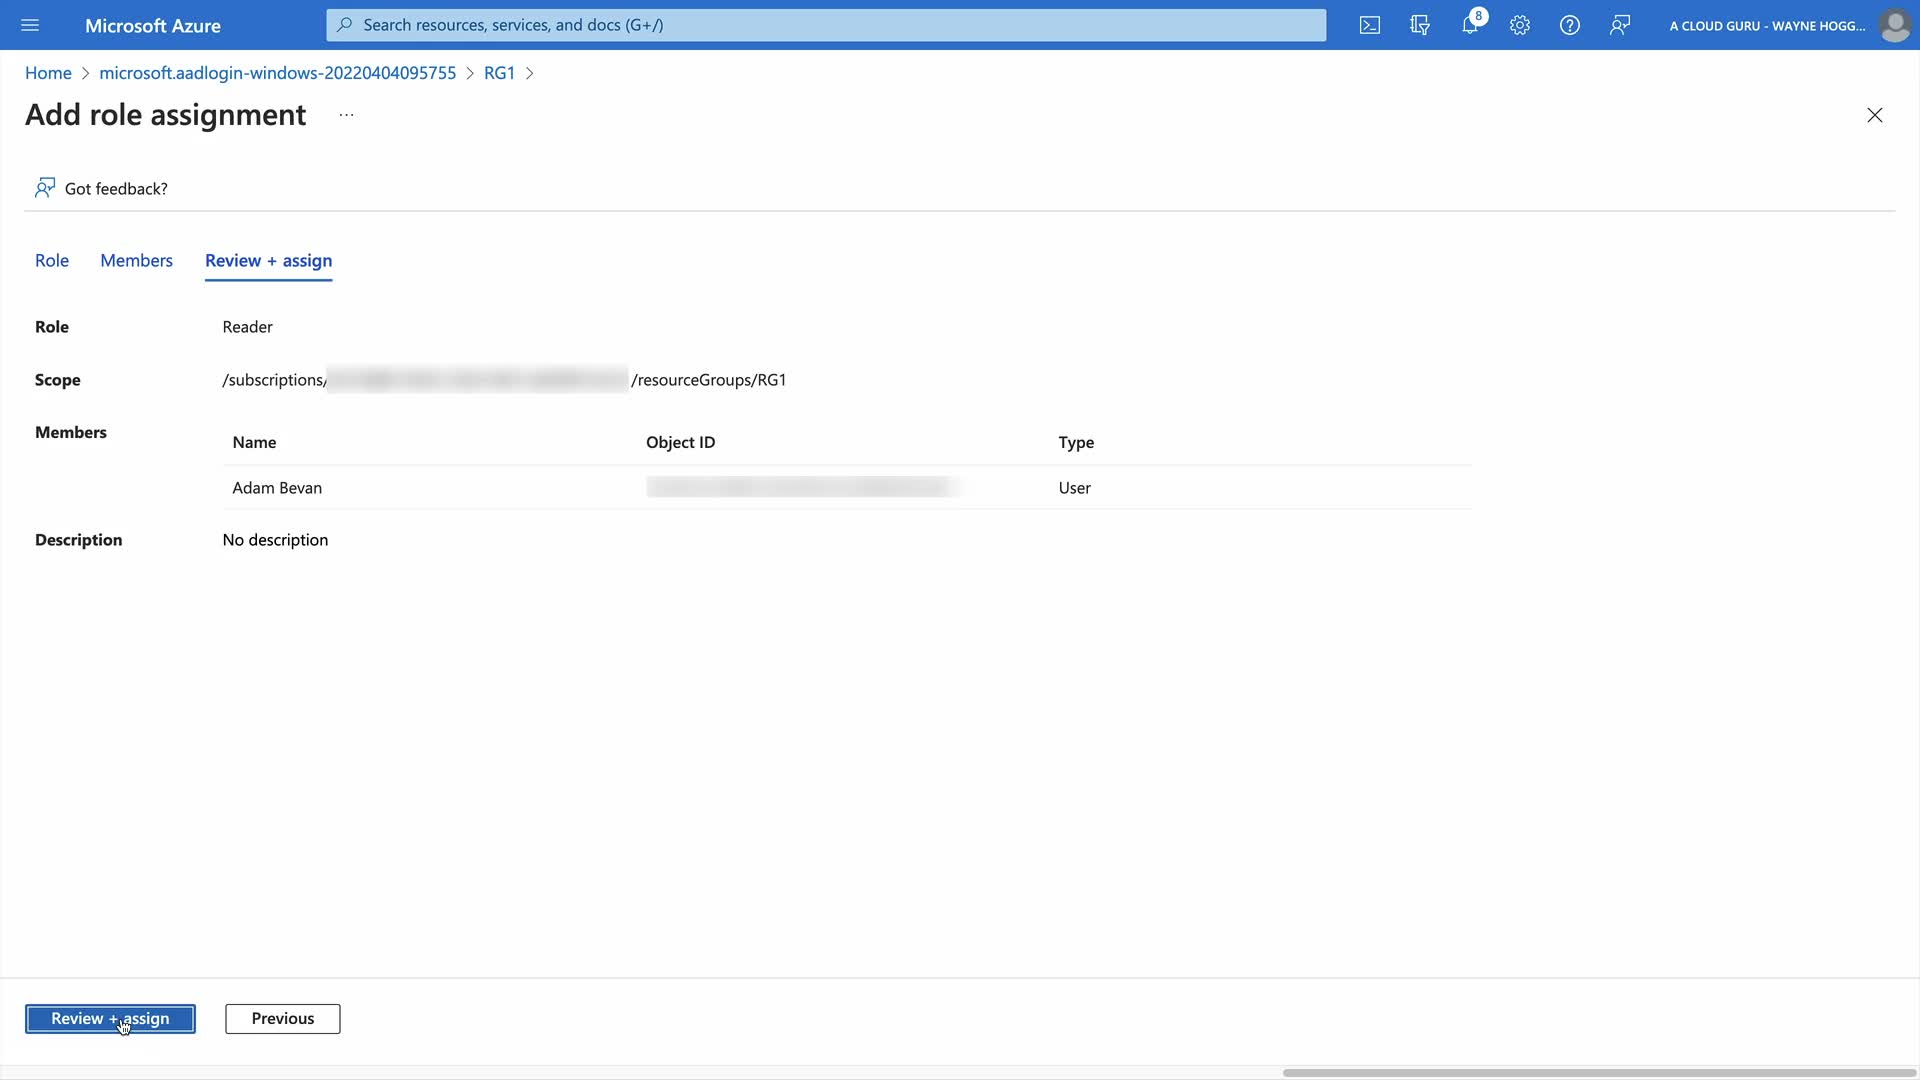 Microsoft Azure
Search resources, services, and docs (G+/)
8
A CLOUD GURU - WAYNE HOGG...
Home > microsoft.aadlogin-windows-20220404095755 > RG1 >
Add role assignment ...
Got feedback?
Role Members Review + assign
Role Reader
Scope /subscriptions/ /resourceGroups/RG1
Members
Name Object ID Type
Adam Bevan User
Description No description
Review + assign Previous